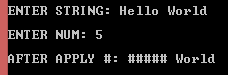 ENTER STRING: Hello World
ENTER NUM: 5
AFTER APPLY #: ##### World